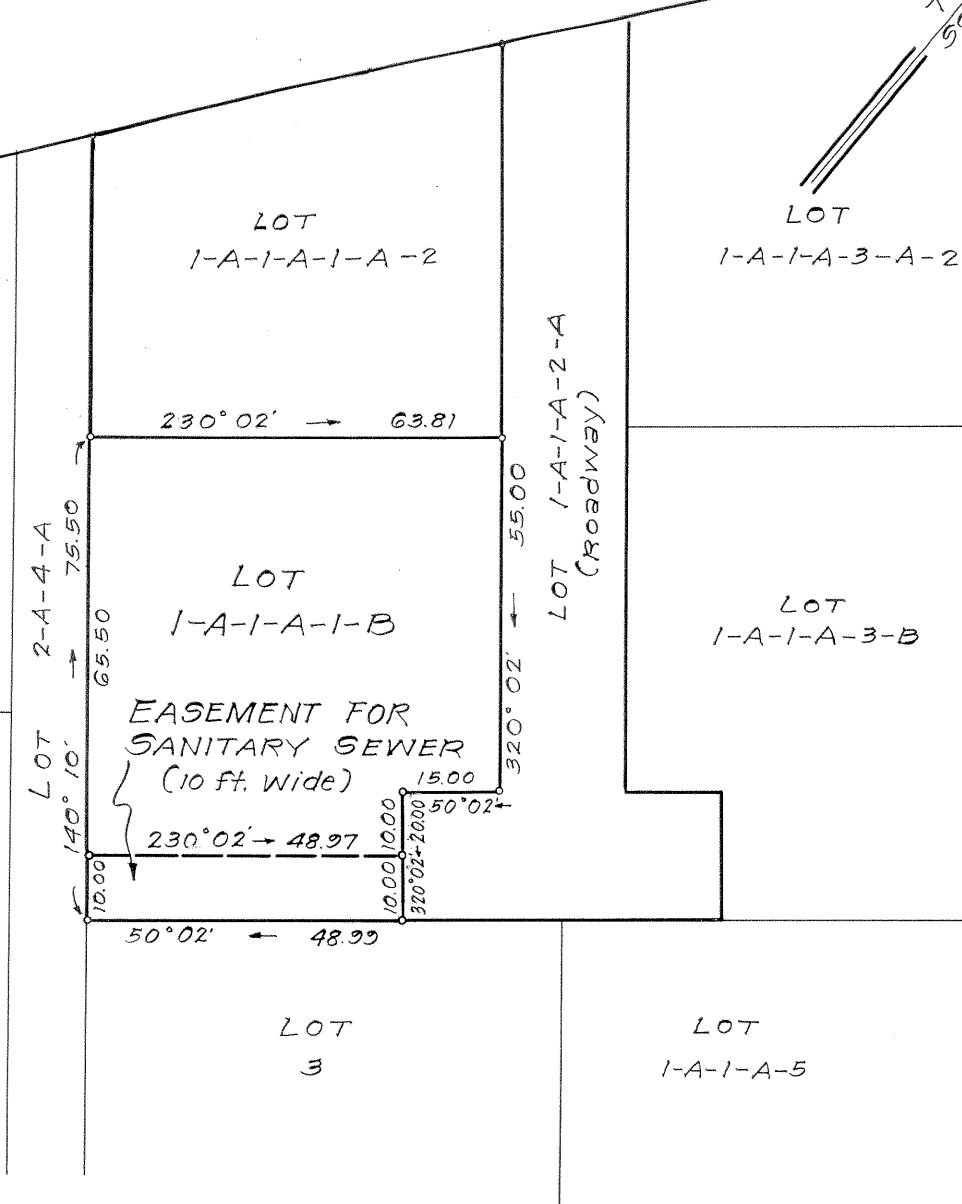 LOT
1-A-1-A-1-A-2
LOT
1-A-1-A-3-A-2
230° 02' → 63.81
LOT 1-A-1-A-2-A
(Roadway)
320° 02' ← 55.00
LOT 2-A-4-A
140° 10' → 75.50
65.50
LOT
1-A-1-A-1-B
LOT
1-A-1-A-3-B
EASEMENT FOR
SANITARY SEWER
(10 ft. wide)
15.00
50°02' ←
10.00
320°02' ← 20.00
230°02' → 48.97
10.00
10.00
50°02' ← 48.99
LOT
3
LOT
1-A-1-A-5